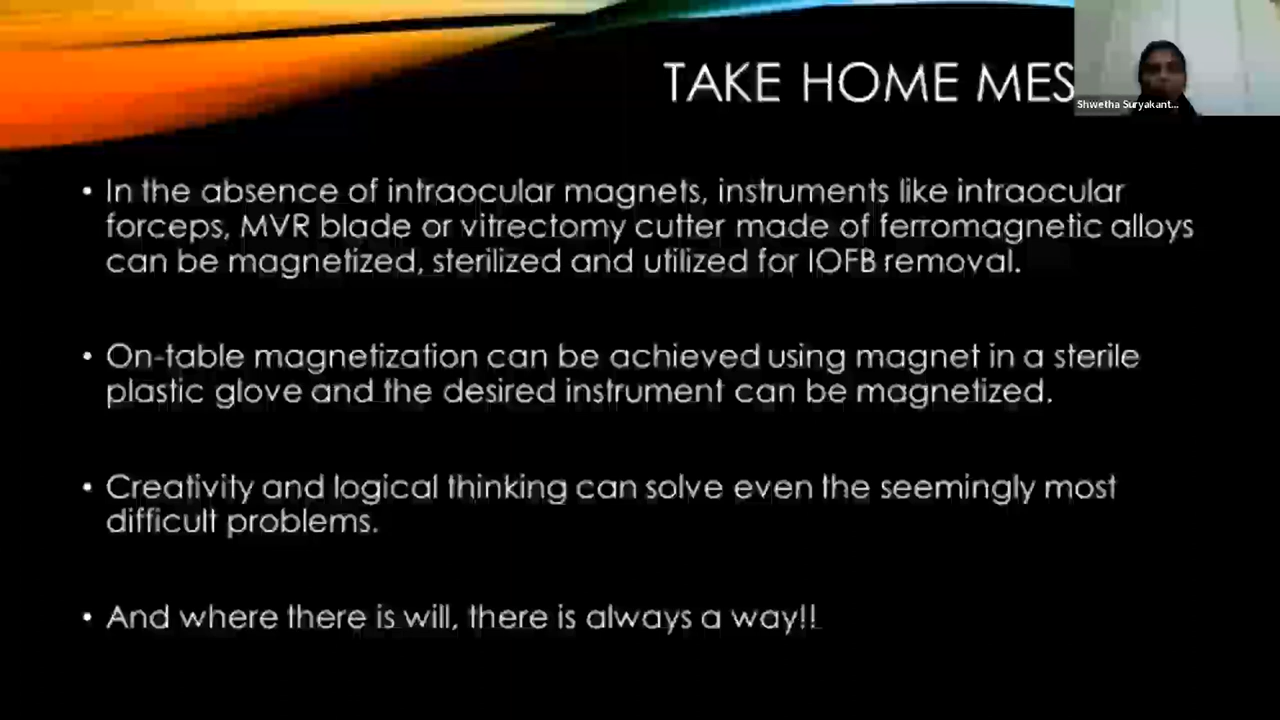 TAKE HOME MES
Shwetha Suryakant...
• In the absence of intraocular magnets, instruments like intraocular
forceps, MVR blade or vitrectomy cutter made of ferromagnetic alloys
can be magnetized, sterilized and utilized for IOFB removal.
• On-table magnetization can be achieved using magnet in a sterile
plastic glove and the desired instrument can be magnetized.
• Creativity and logical thinking can solve even the seemingly most
difficult problems.
• And where there is will, there is always a way!!